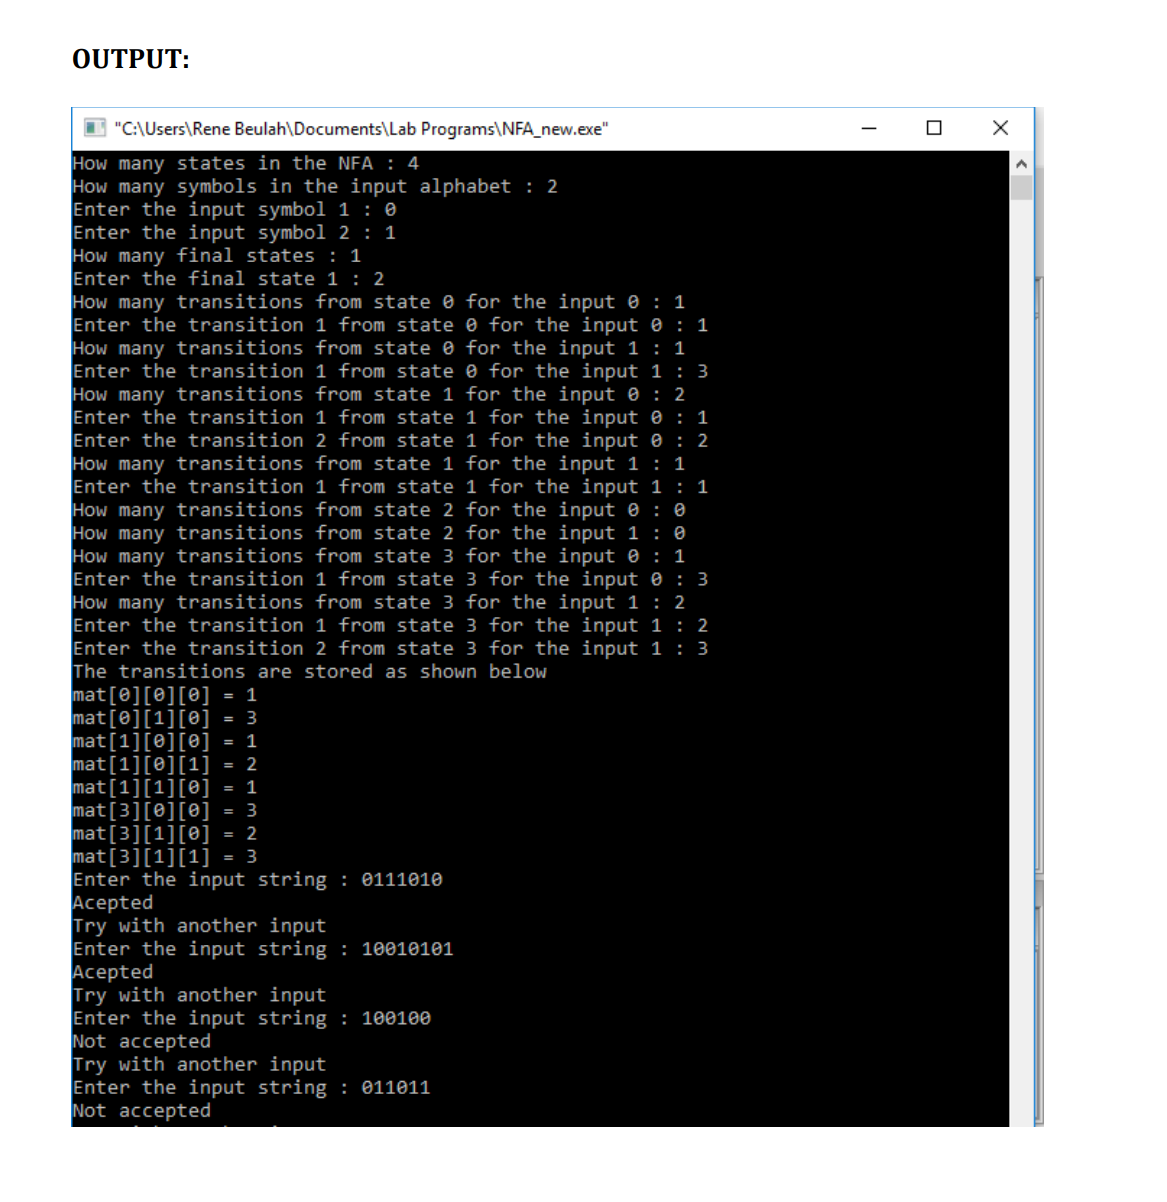 OUTPUT:
"C:\Users\Rene Beulah\Documents\Lab Programs\NFA_new.exe"
How many states in the NFA : 4
How many symbols in the input alphabet : 2
Enter the input symbol 1 : 0
Enter the input symbol 2 : 1
How many final states : 1
Enter the final state 1 : 2
How many transitions from state 0 for the input 0 : 1
Enter the transition 1 from state 0 for the input 0 : 1
How many transitions from state 0 for the input 1 : 1
Enter the transition 1 from state 0 for the input 1 : 3
How many transitions from state 1 for the input 0 : 2
Enter the transition 1 from state 1 for the input 0 : 1
Enter the transition 2 from state 1 for the input 0 : 2
How many transitions from state 1 for the input 1 : 1
Enter the transition 1 from state 1 for the input 1 : 1
How many transitions from state 2 for the input 0 : 0
How many transitions from state 2 for the input 1 : 0
How many transitions from state 3 for the input 0 : 1
Enter the transition 1 from state 3 for the input 0 : 3
How many transitions from state 3 for the input 1 : 2
Enter the transition 1 from state 3 for the input 1 : 2
Enter the transition 2 from state 3 for the input 1 : 3
The transitions are stored as shown below
mat[0][0][0] = 1
mat[0][1][0] = 3
mat[1][0][0] = 1
mat[1][0][1] = 2
mat[1][1][0] = 1
mat[3][0][0] = 3
mat[3][1][0] = 2
mat[3][1][1] = 3
Enter the input string : 0111010
Acepted
Try with another input
Enter the input string : 10010101
Acepted
Try with another input
Enter the input string : 100100
Not accepted
Try with another input
Enter the input string : 011011
Not accepted